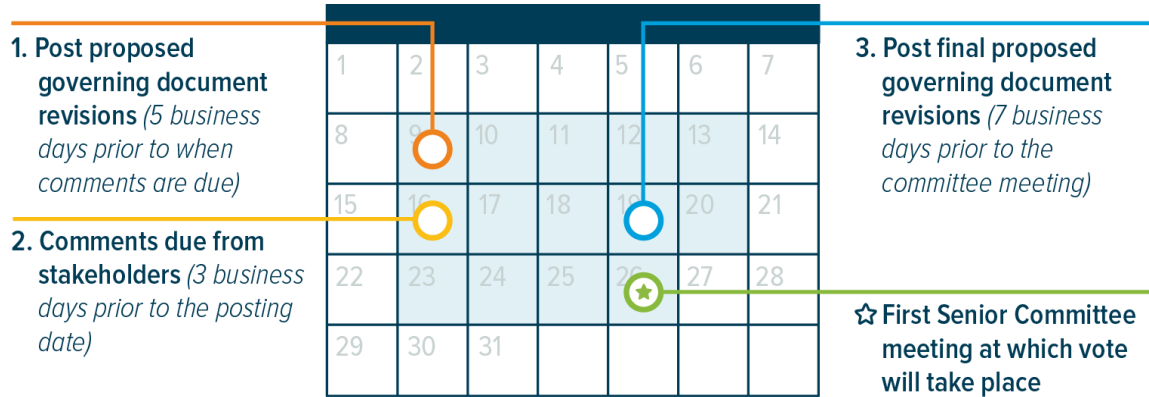 1. Post proposed
governing document
revisions (5 business
days prior to when
comments are due)
2. Comments due from
stakeholders (3 business
days prior to the posting
date)
1 2 3 4 5 6 7
8 9 10 11 12 13 14
15 16 17 18 19 20 21
22 23 24 25 26 27 28
29 30 31
3. Post final proposed
governing document
revisions (7 business
days prior to the
committee meeting)
☆ First Senior Committee
meeting at which vote
will take place